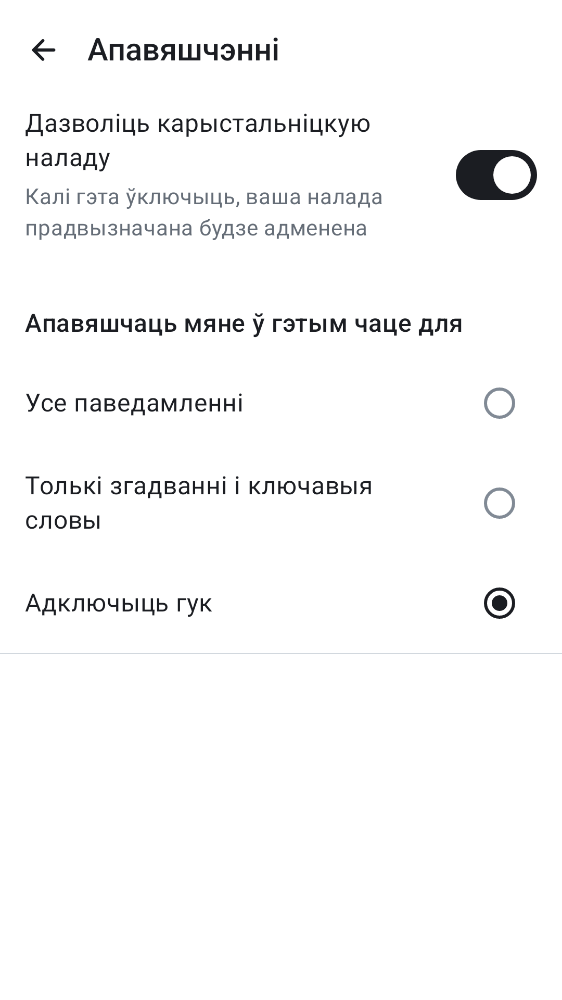 Апавяшчэнні
Дазволіць карыстальніцкую
наладу
Калі гэта ўключыць, ваша налада
прадвызначана будзе адменена
Апавяшчаць мяне ў гэтым чаце для
Усе паведамленні
Толькі згадванні і ключавыя
словы
Адключыць гук